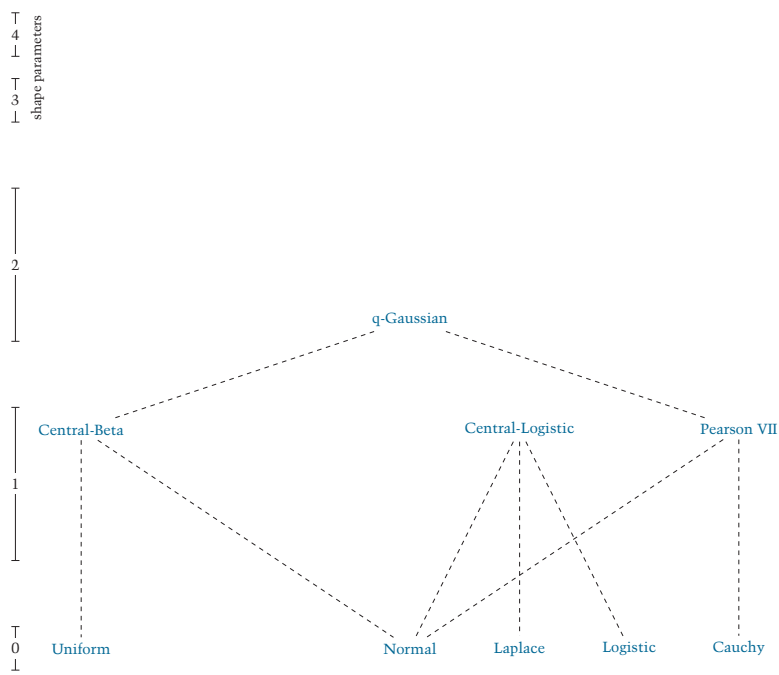 4
shape parameters
3
2
q-Gaussian
Central-Beta
Central-Logistic
Pearson VII
1
0
Uniform
Normal
Laplace
Logistic
Cauchy